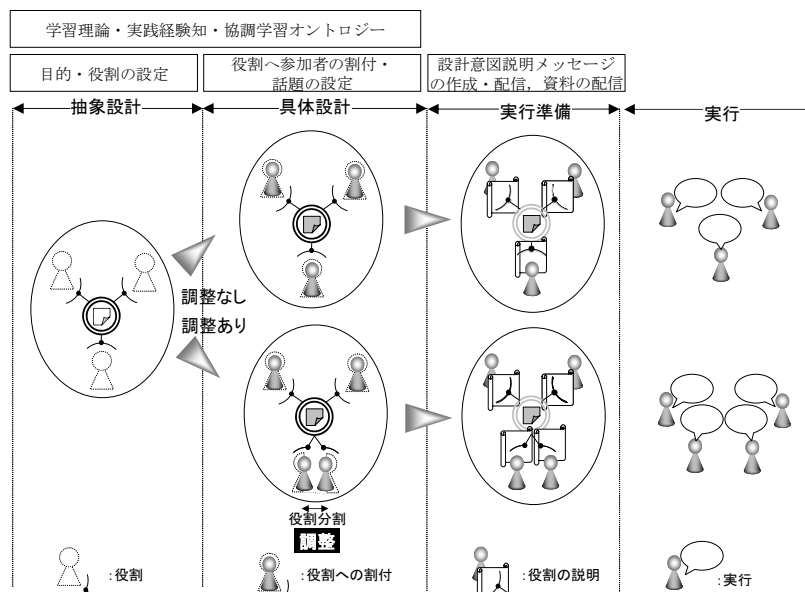 学習理論・実践経験知・協調学習オントロジー
目的・役割の設定
役割へ参加者の割付・
話題の設定
設計意図説明メッセージ
の作成・配信，資料の配信
抽象設計
具体設計
実行準備
実行
調整なし
調整あり
役割分割
調整
:役割
:役割への割付
:役割の説明
:実行